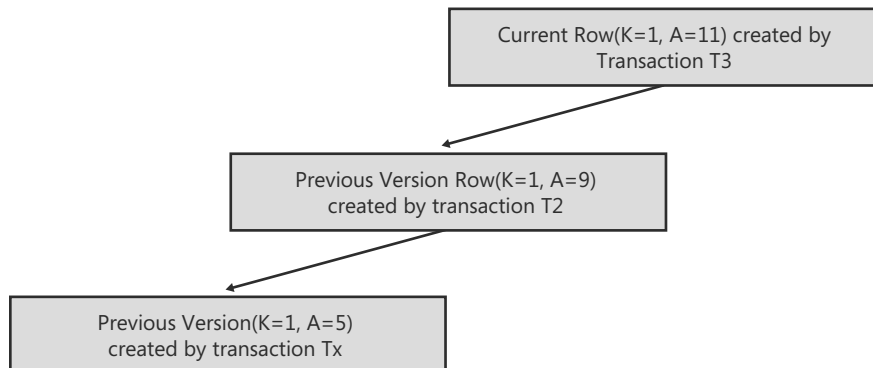 Current Row(K=1, A=11) created by
Transaction T3
Previous Version Row(K=1, A=9)
created by transaction T2
Previous Version(K=1, A=5)
created by transaction Tx